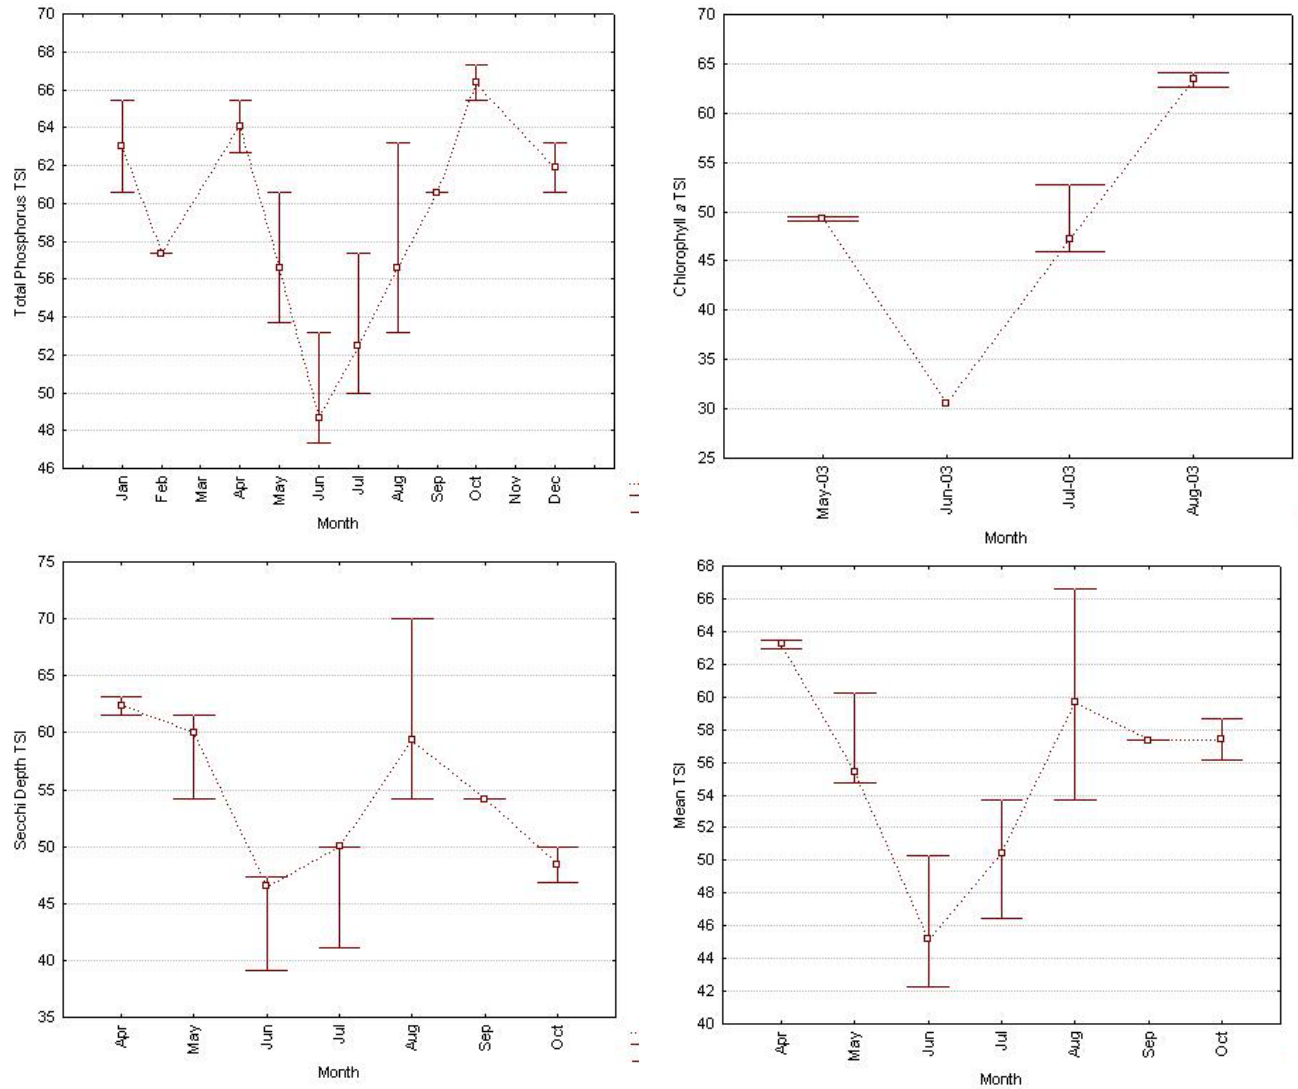 70
68
66
64
62
60
58
56
54
52
50
48
46
Total Phosphorus TSI
Jan
Feb
Mar
Apr
May
Jun
Jul
Aug
Sep
Oct
Nov
Dec
Month
70
65
60
55
50
45
40
35
30
25
Chlorophyll a TSI
May-03
Jun-03
Jul-03
Aug-03
Month
75
70
65
60
55
50
45
40
35
Secchi Depth TSI
Apr
May
Jun
Jul
Aug
Sep
Oct
Month
68
66
64
62
60
58
56
54
52
50
48
46
44
42
40
Mean TSI
Apr
May
Jun
Jul
Aug
Sep
Oct
Month